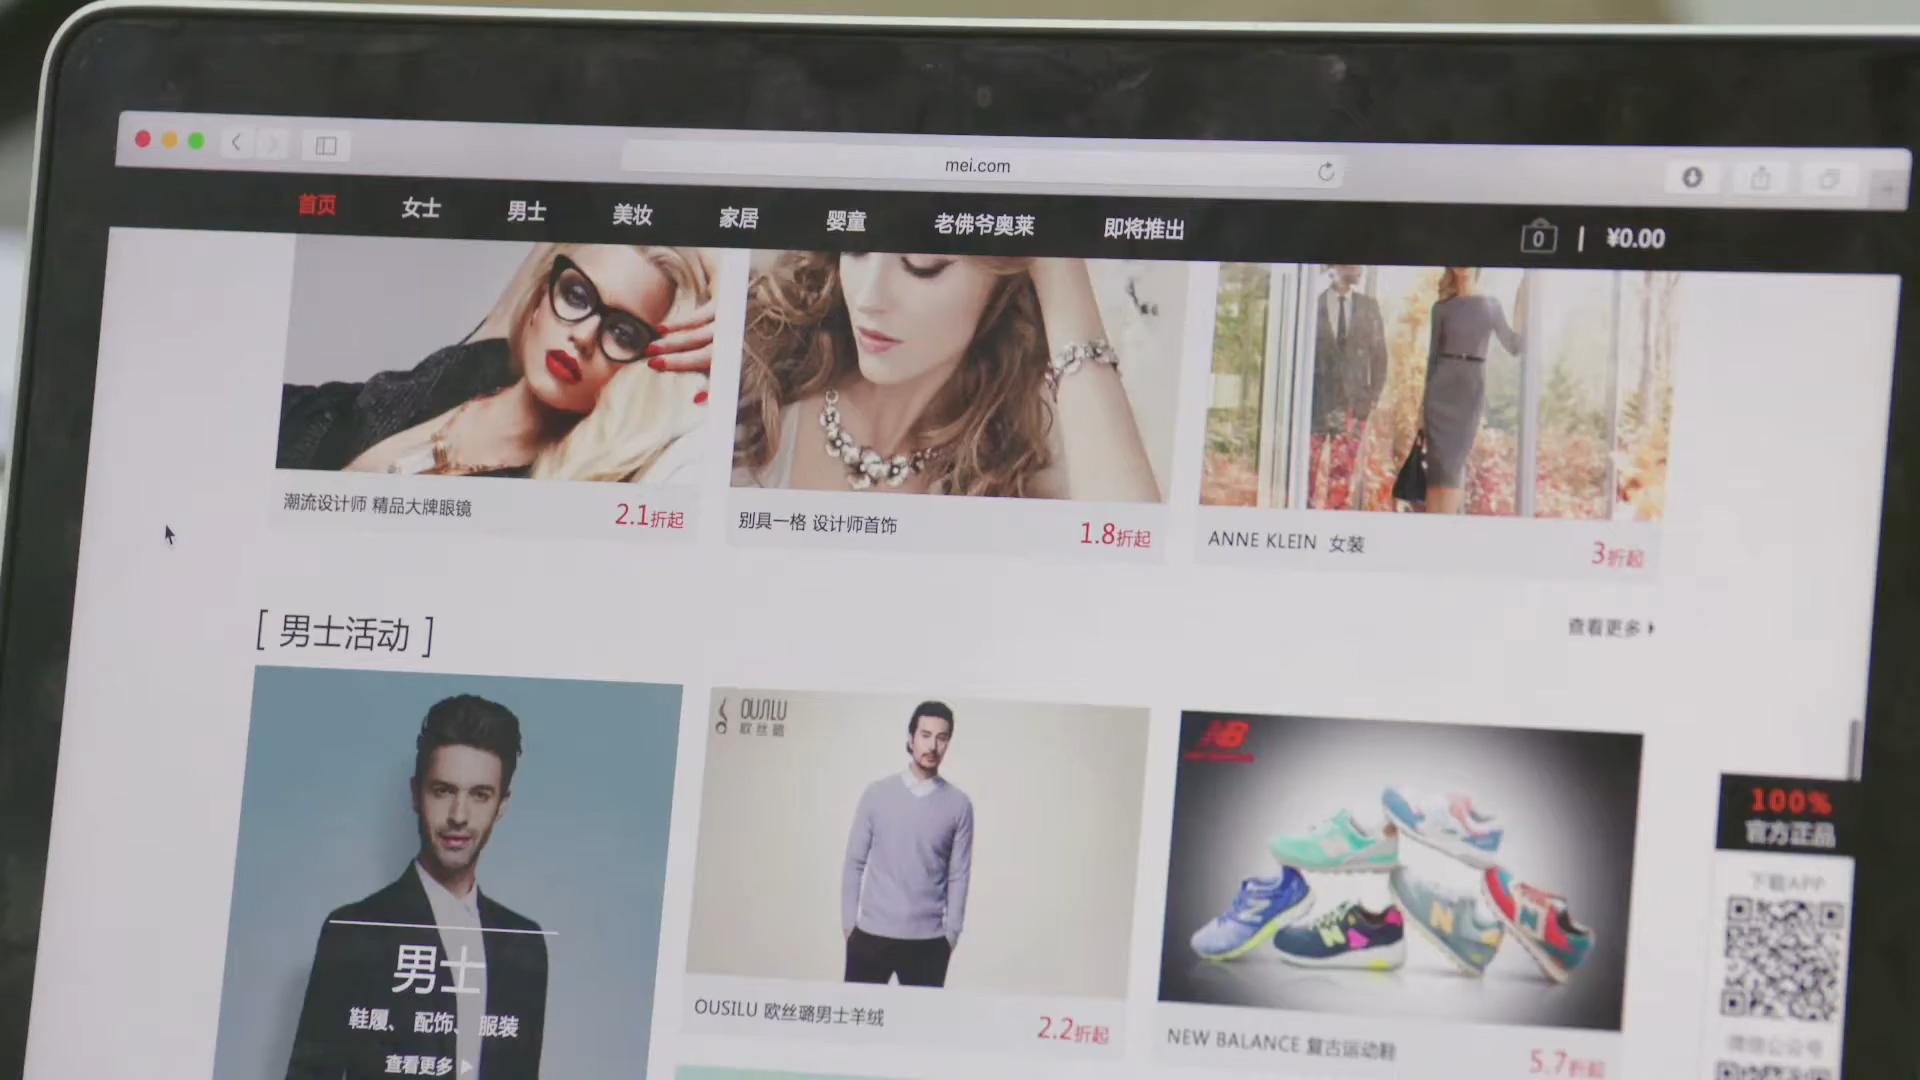 mei.com
首页 女士 男士 美妆 家居 婴童 老佛爷奥莱 即将推出 0 | ¥0.00
潮流设计师 精品大牌眼镜 2.1折起
别具一格 设计师首饰 1.8折起
ANNE KLEIN 女装 3折起
[ 男士活动 ]
查看更多
OUSILU
欧丝璐
NB
100%
官方正品
下载APP
男士
鞋履、 配饰、 服装
查看更多
OUSILU 欧丝璐男士羊绒 2.2折起
NEW BALANCE 复古运动鞋 5.7折起
微信公众号